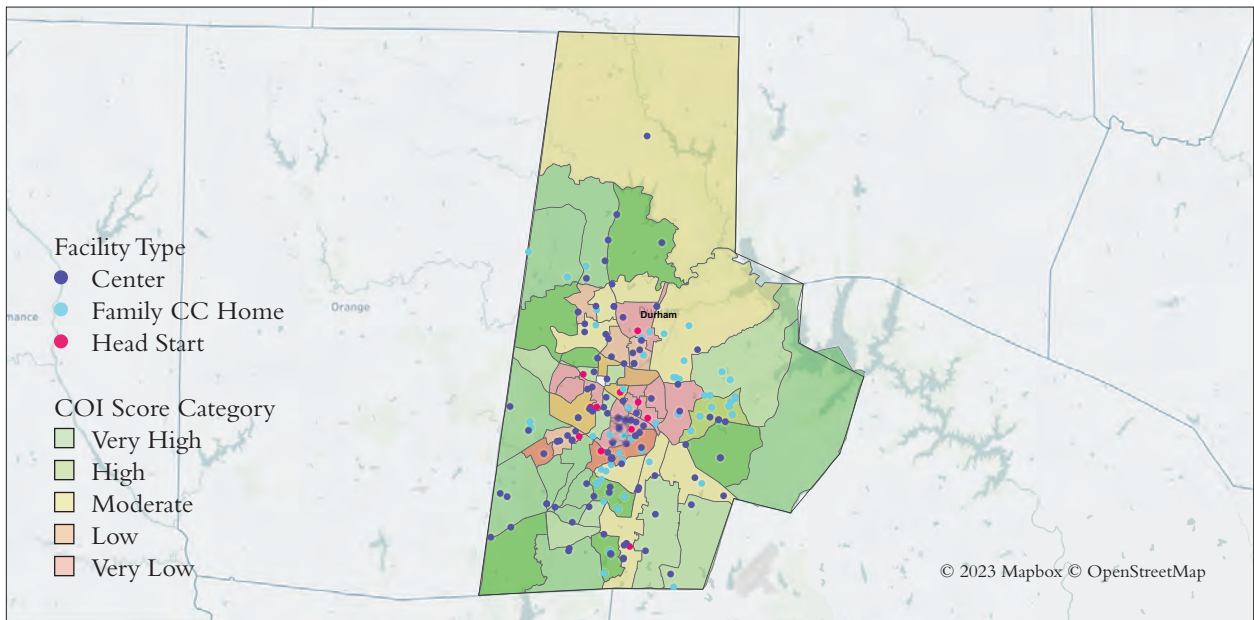 Facility Type
Center
Family CC Home
Head Start
mance
Orange
Durham
COI Score Category
Very High
High
Moderate
Low
Very Low
© 2023 Mapbox © OpenStreetMap